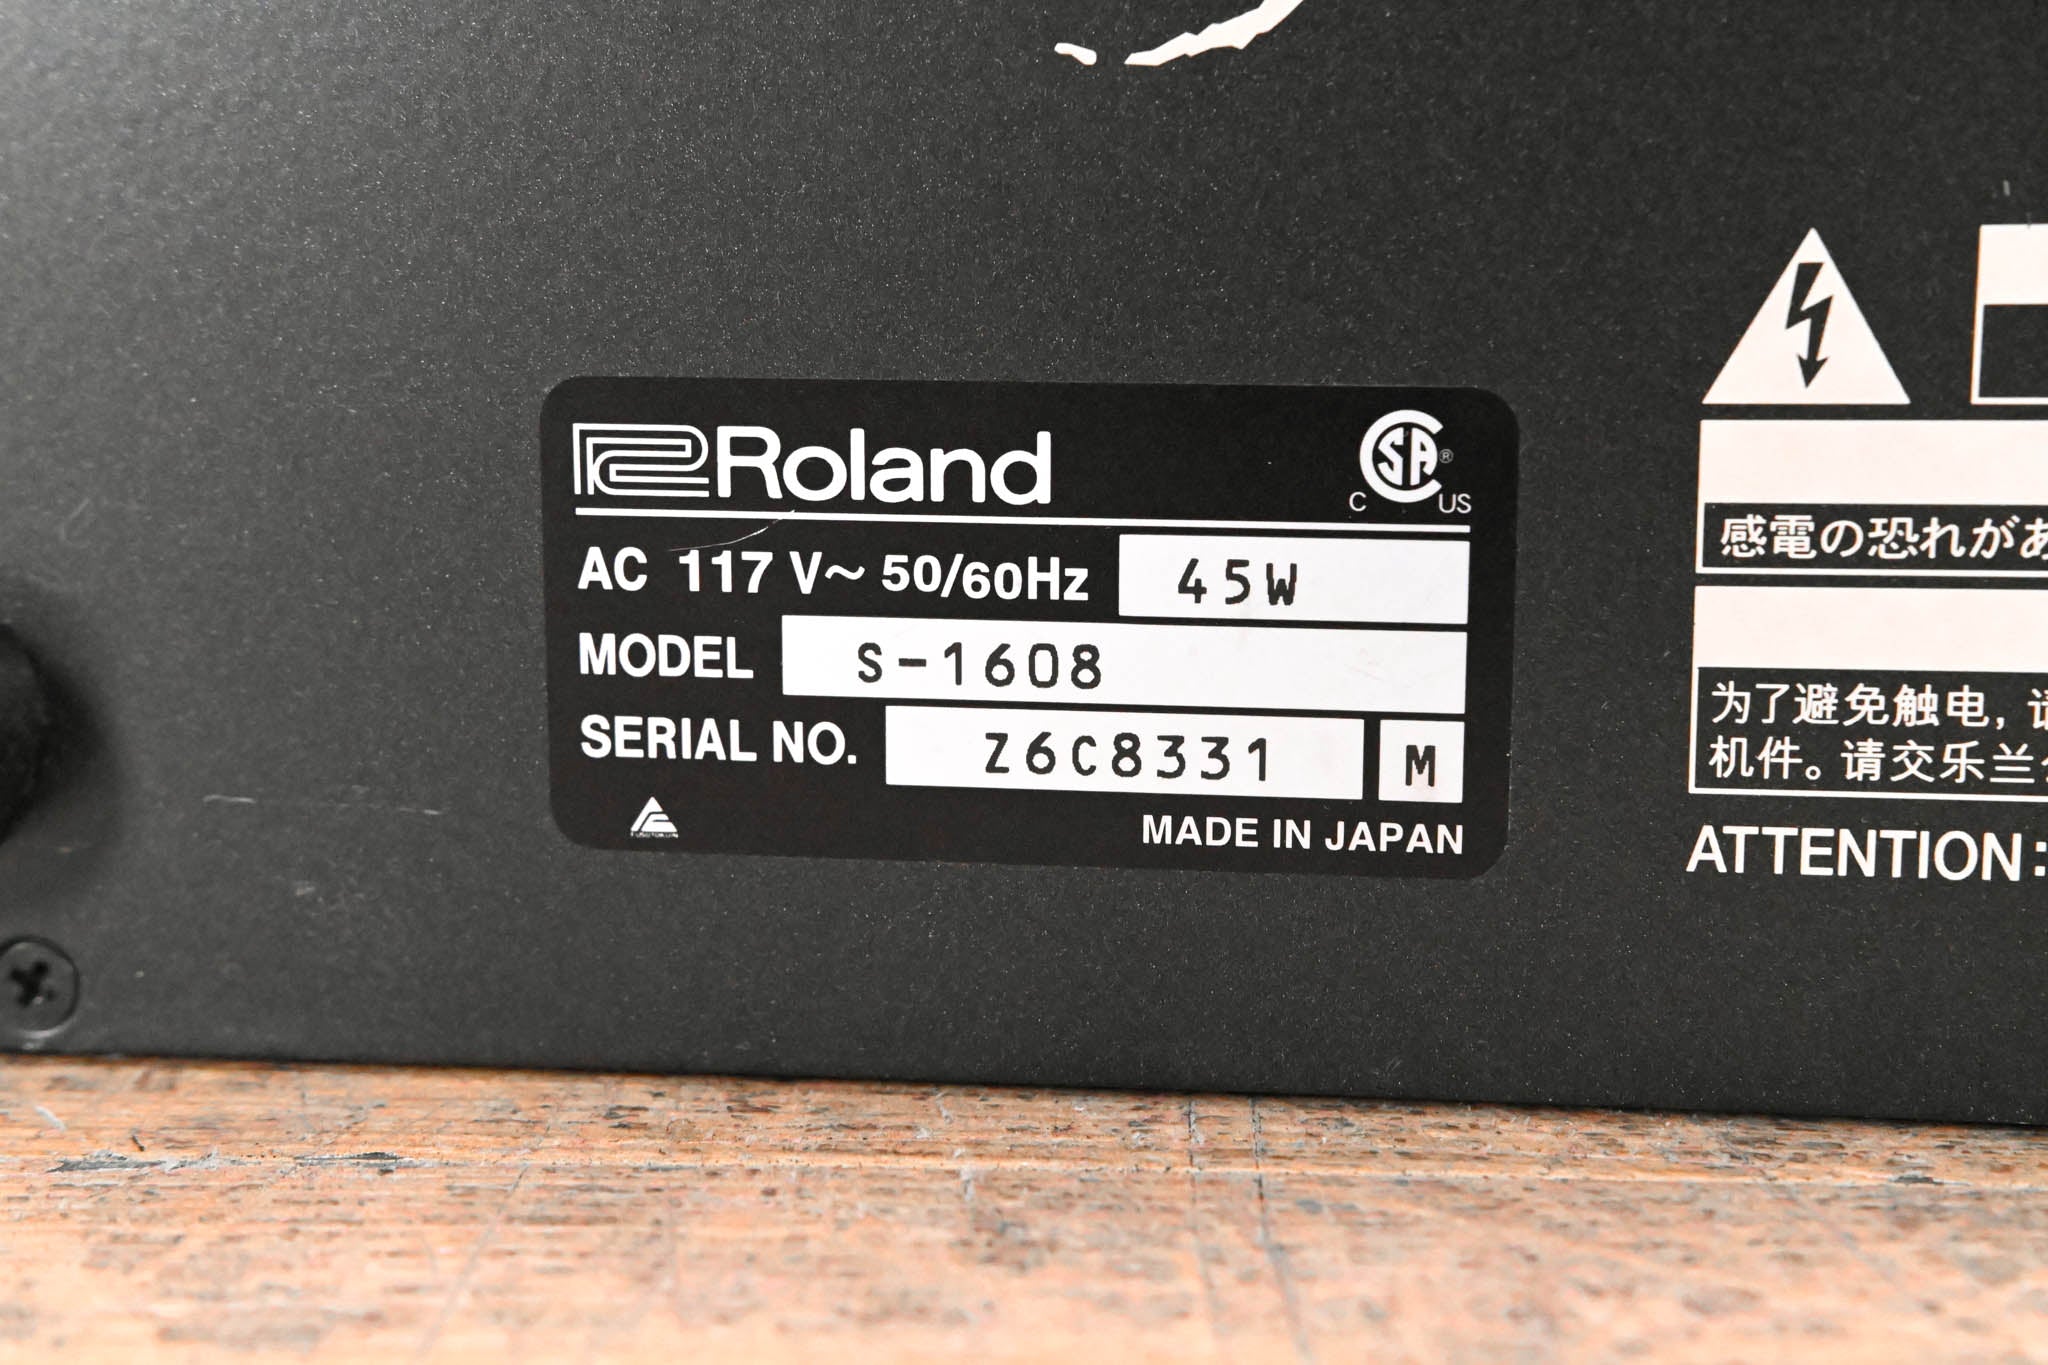 Roland
CSA®
C US
AC 117 V~ 50/60Hz 45W
MODEL S-1608
SERIAL NO. Z6C8331 M
MADE IN JAPAN
感電の恐れがあ
为了避免触电,
机件。请交乐兰
ATTENTION: